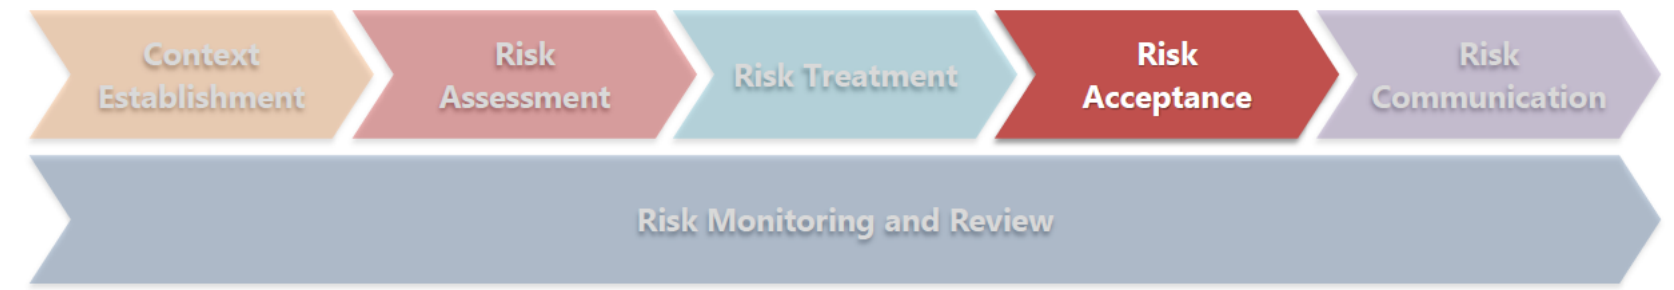 Context
Establishment
Risk
Assessment
Risk Treatment
Risk
Acceptance
Risk
Communication
Risk Monitoring and Review